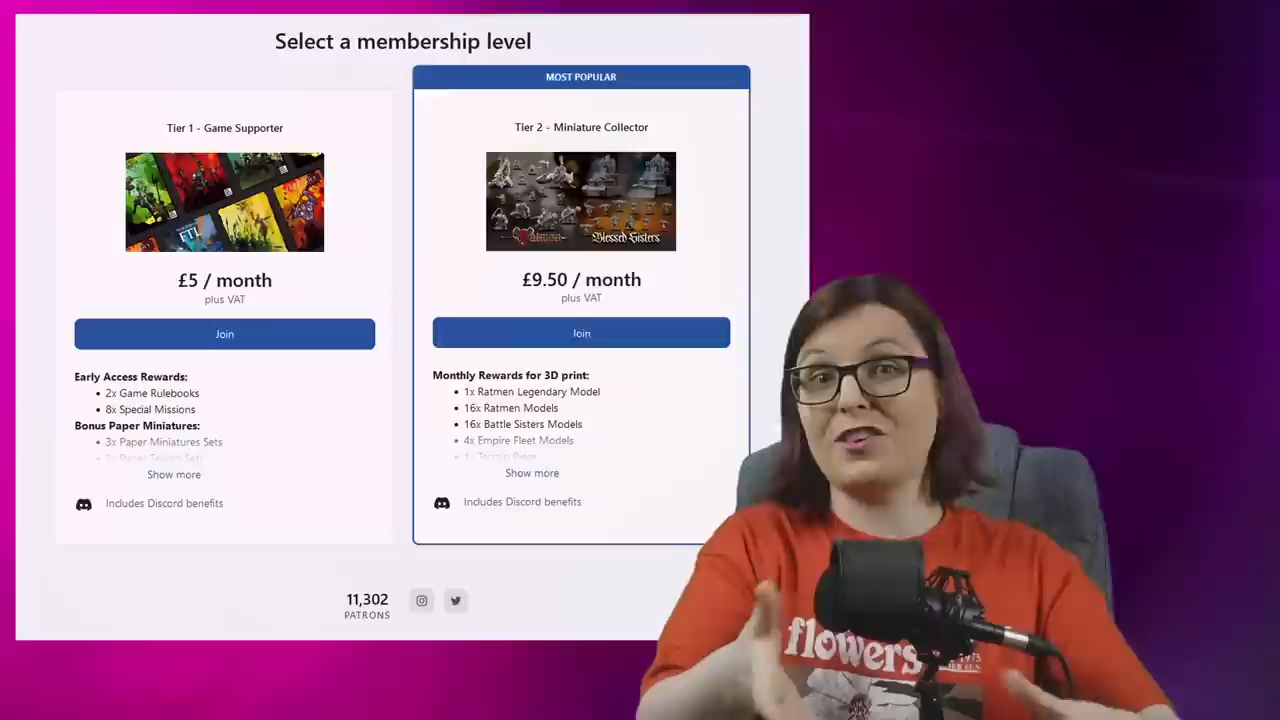 Select a membership level
MOST POPULAR
Tier 1 - Game Supporter
£5 / month
plus VAT
Join
Early Access Rewards:
2x Game Rulebooks
8x Special Missions
Bonus Paper Miniatures:
3x Paper Miniatures Sets
Show more
Includes Discord benefits
Tier 2 - Miniature Collector
Blessed Sisters
£9.50 / month
plus VAT
Join
Monthly Rewards for 3D print:
1x Ratmen Legendary Model
16x Ratmen Models
16x Battle Sisters Models
4x Empire Fleet Models
1x Terrain Piece
Show more
Includes Discord benefits
11,302
PATRONS
flowers
1975